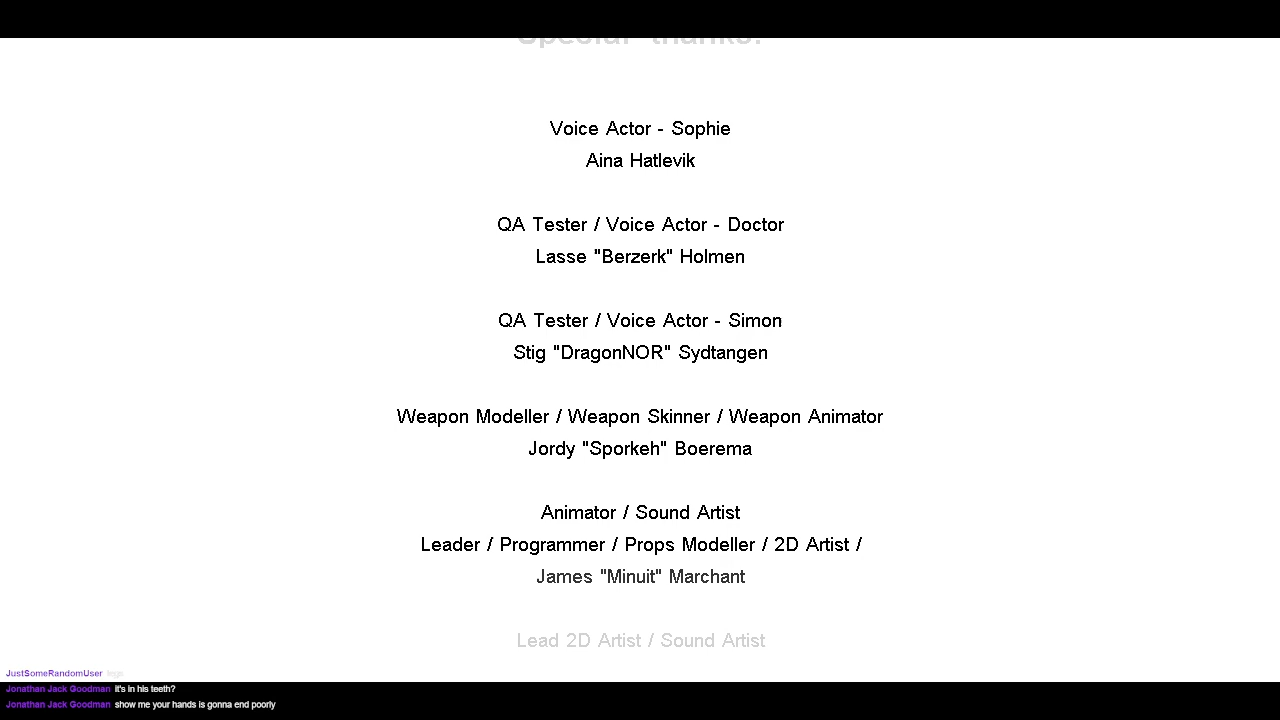 Special thanks:
Voice Actor - Sophie
Aina Hatlevik
QA Tester / Voice Actor - Doctor
Lasse "Berzerk" Holmen
QA Tester / Voice Actor - Simon
Stig "DragonNOR" Sydtangen
Weapon Modeller / Weapon Skinner / Weapon Animator
Jordy "Sporkeh" Boerema
Animator / Sound Artist
Leader / Programmer / Props Modeller / 2D Artist /
James "Minuit" Marchant
Lead 2D Artist / Sound Artist
JustSomeRandomUser
Jonathan Jack Goodman it's in his teeth?
Jonathan Jack Goodman show me your hands is gonna end poorly